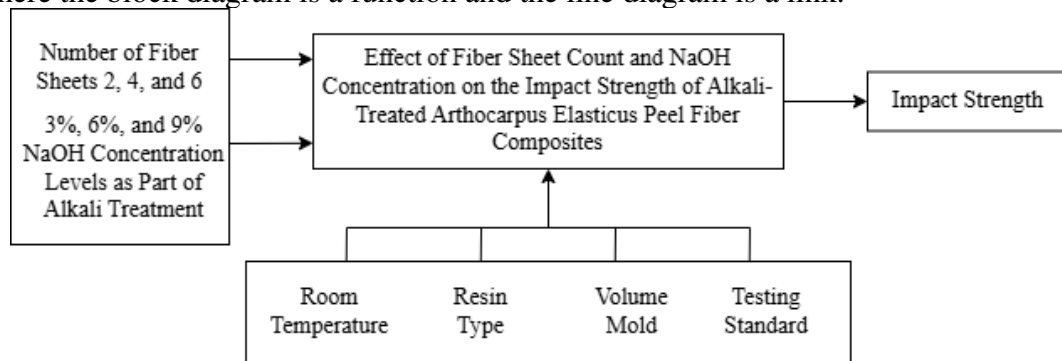 here the block diagram is a function and the line diagram is a link.
Number of Fiber
Sheets 2, 4, and 6
3%, 6%, and 9%
NaOH Concentration
Levels as Part of
Alkali Treatment
Effect of Fiber Sheet Count and NaOH
Concentration on the Impact Strength of Alkali-
Treated Arthocarpus Elasticus Peel Fiber
Composites
Impact Strength
Room
Temperature
Resin
Type
Volume
Mold
Testing
Standard